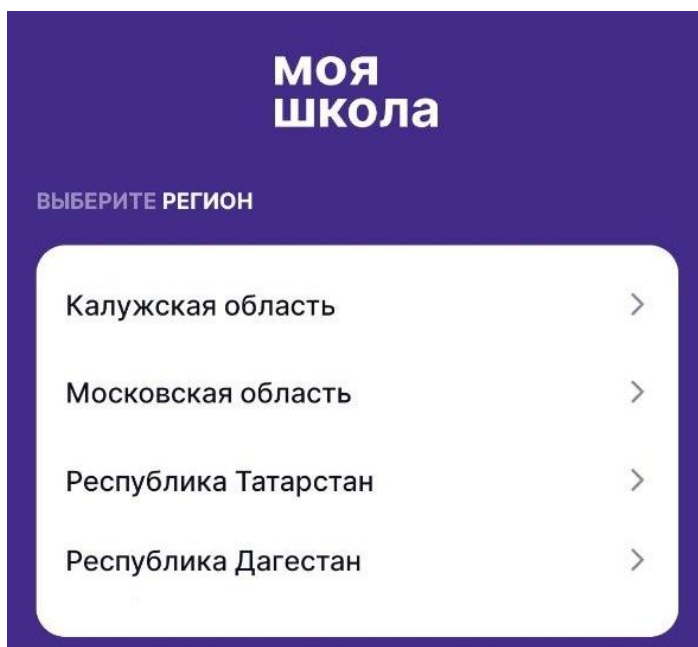 моя
школа
ВЫБЕРИТЕ РЕГИОН
Калужская область
Московская область
Республика Татарстан
Республика Дагестан